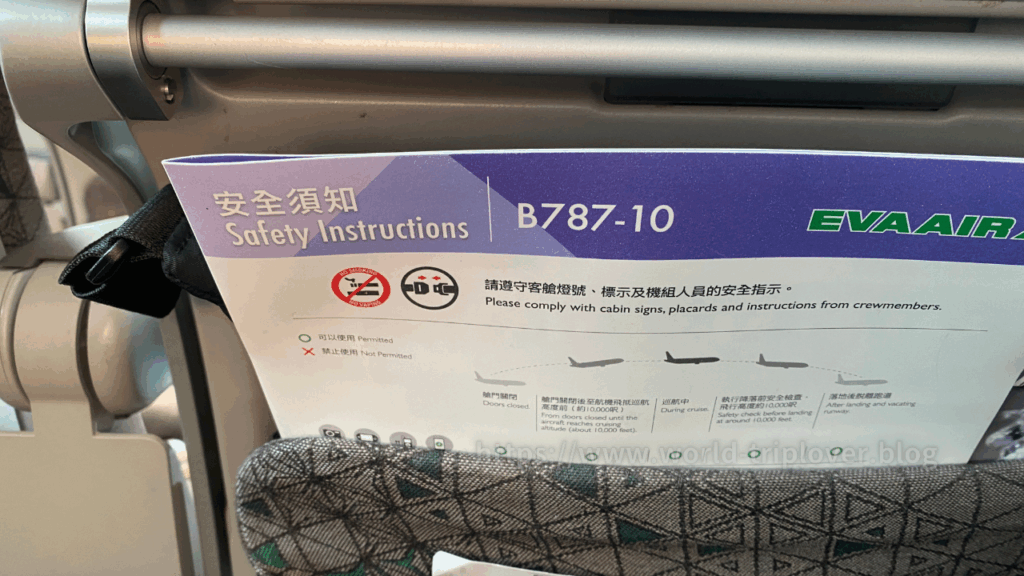 安全須知
Safety Instructions
B787-10
EVA AIR
NO SMOKING
請遵守客艙燈號、標示及機組人員的安全指示。
Please comply with cabin signs, placards and instructions from crewmembers.
可以使用 Permitted
禁止使用 Not Permitted
艙門關閉
Doors closed.
艙門關閉後至航機飛抵巡航
高度前（約10,000呎）
From doors closed until the
aircraft reaches cruising
altitude (about 10,000 feet).
巡航中
During cruise.
執行降落前安全檢查，
飛行高度約10,000呎
Safety check before landing
at around 10,000 feet.
落地後脫離跑道
After landing and vacating
runway.
https://www.world-triplover.blog